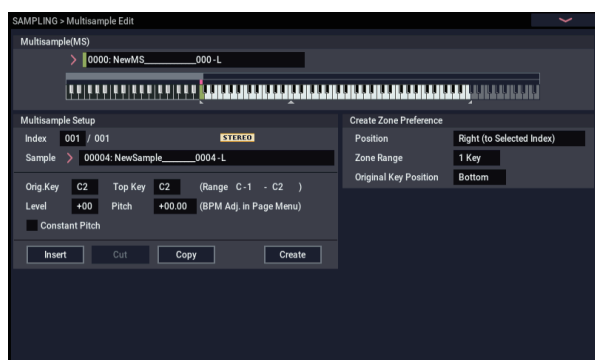 SAMPLING > Multisample Edit
Multisample(MS)
0000: NewMS__________000 -L
Multisample Setup
Index 001 / 001 STEREO
Sample 00004: NewSample______0004 -L
Orig.Key C2 Top Key C2 (Range C -1 - C2 )
Level +00 Pitch +00.00 (BPM Adj. in Page Menu)
Constant Pitch
Insert Cut Copy Create
Create Zone Preference
Position Right (to Selected Index)
Zone Range 1 Key
Original Key Position Bottom